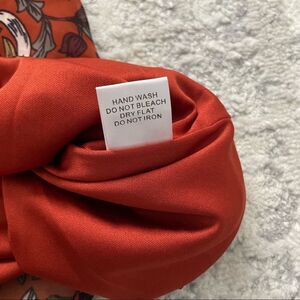 HAND WASH
DO NOT BLEACH
DRY FLAT
DO NOT IRON